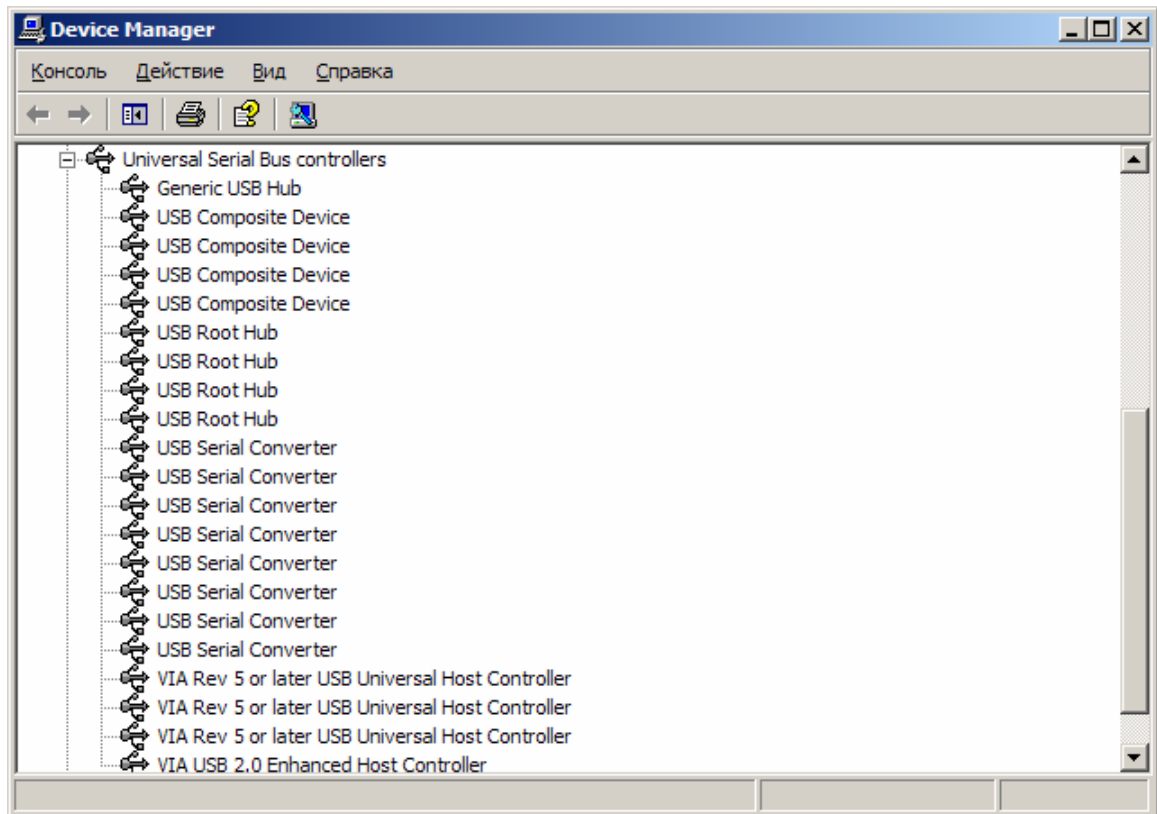 Device Manager
Консоль Действие Вид Справка
Universal Serial Bus controllers
Generic USB Hub
USB Composite Device
USB Composite Device
USB Composite Device
USB Composite Device
USB Root Hub
USB Root Hub
USB Root Hub
USB Root Hub
USB Serial Converter
USB Serial Converter
USB Serial Converter
USB Serial Converter
USB Serial Converter
USB Serial Converter
USB Serial Converter
USB Serial Converter
VIA Rev 5 or later USB Universal Host Controller
VIA Rev 5 or later USB Universal Host Controller
VIA Rev 5 or later USB Universal Host Controller
VIA USB 2.0 Enhanced Host Controller